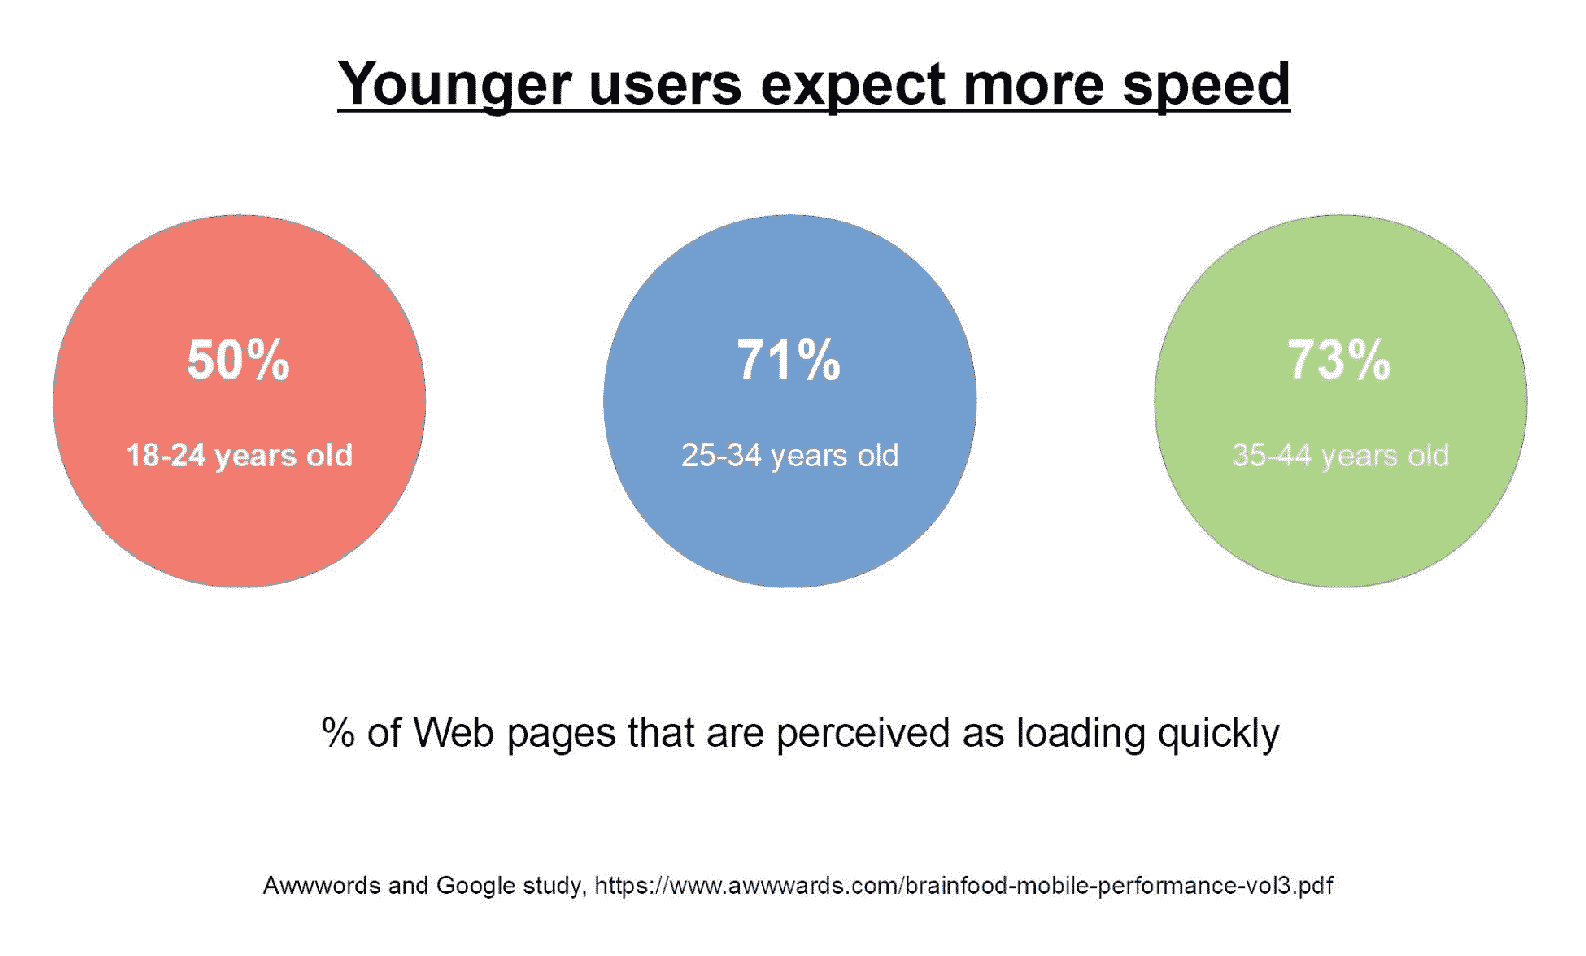 Younger users expect more speed
50%
18-24 years old
71%
25-34 years old
73%
35-44 years old
% of Web pages that are perceived as loading quickly
Awwwords and Google study, https://www.awwwards.com/brainfood-mobile-performance-vol3.pdf